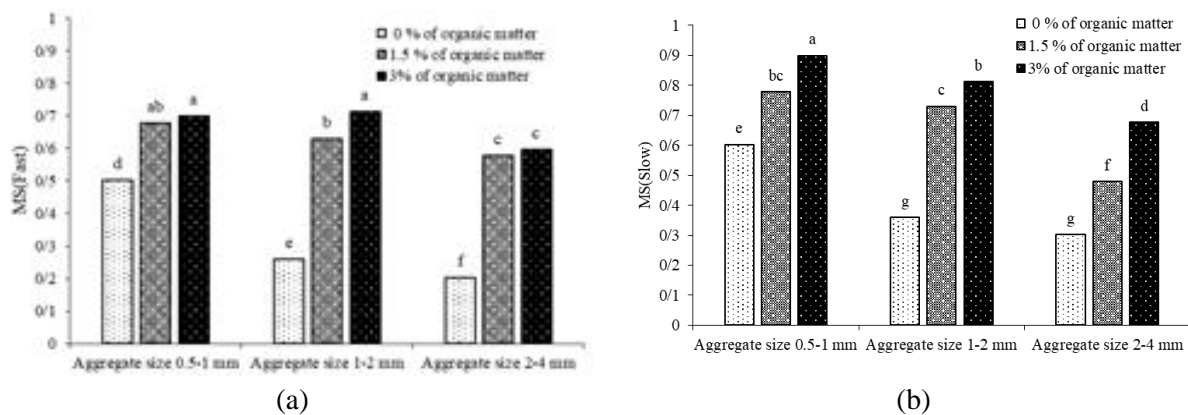 1
0/9
0/8
0/7
0/6
0/5
0/4
0/3
0/2
0/1
0
MS(Fast)
0 % of organic matter
1.5 % of organic matter
3% of organic matter
d
ab
a
e
b
a
f
c
c
Aggregate size 0.5-1 mm Aggregate size 1-2 mm Aggregate size 2-4 mm
(a)
1
0/9
0/8
0/7
0/6
0/5
0/4
0/3
0/2
0/1
0
MS(Slow)
0 % of organic matter
1.5 % of organic matter
3% of organic matter
e
bc
a
g
c
b
g
f
d
Aggregate size 0.5-1 mm Aggregate size 1-2 mm Aggregate size 2-4 mm
(b)